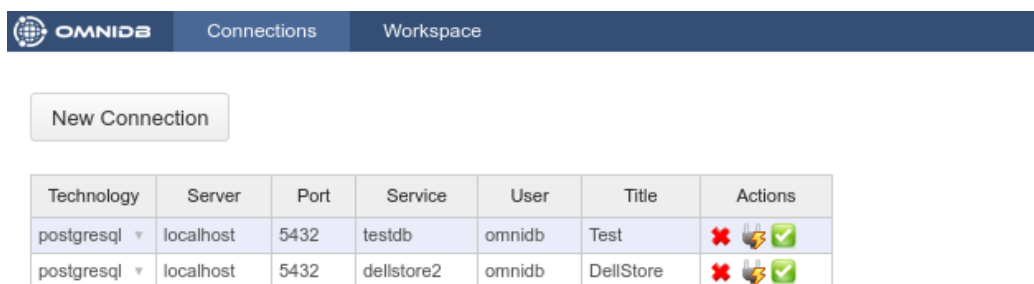 OMNIDB Connections Workspace
New Connection
Technology Server Port Service User Title Actions
postgresql localhost 5432 testdb omnidb Test
postgresql localhost 5432 dellstore2 omnidb DellStore